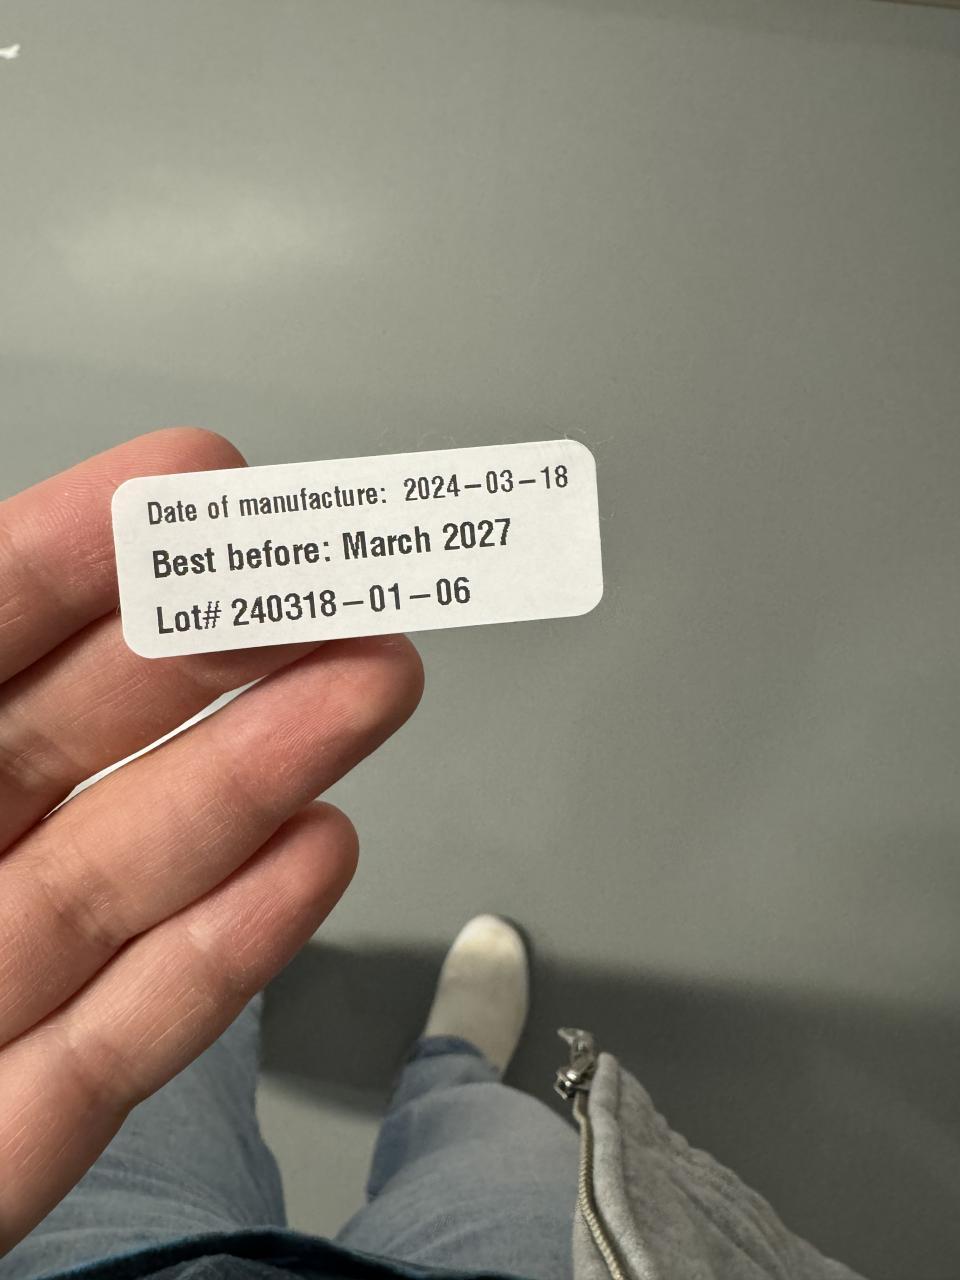 Date of manufacture: 2024-03-18
Best before: March 2027
Lot# 240318-01-06